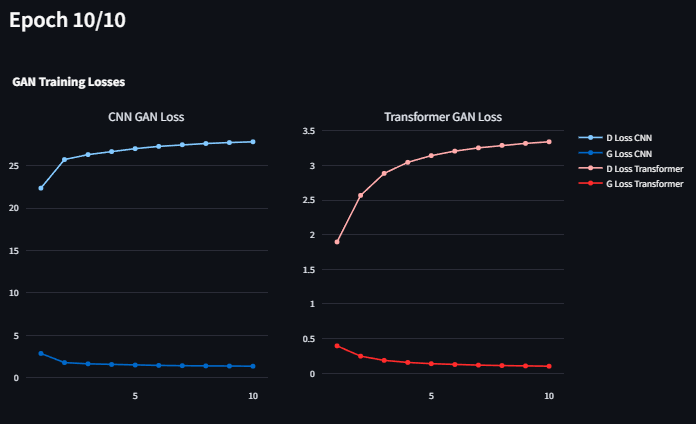 Epoch 10/10
GAN Training Losses
CNN GAN Loss
25
20
15
10
5
0
5
10
Transformer GAN Loss
3.5
3
2.5
2
1.5
1
0.5
0
5
10
D Loss CNN
G Loss CNN
D Loss Transformer
G Loss Transformer